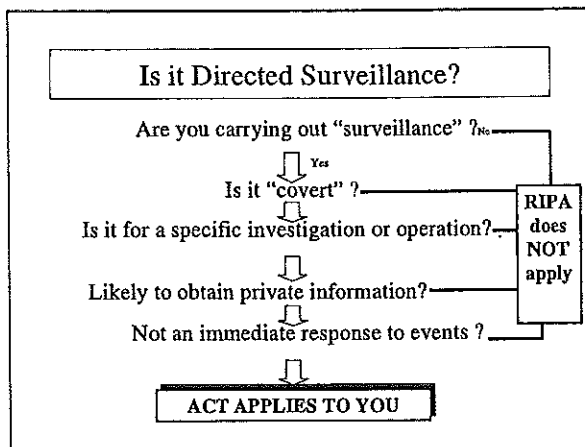 Is it Directed Surveillance?
Are you carrying out "surveillance" ? No
Yes
Is it "covert" ?
Is it for a specific investigation or operation?
Likely to obtain private information?
Not an immediate response to events ?
RIPA
does
NOT
apply
ACT APPLIES TO YOU